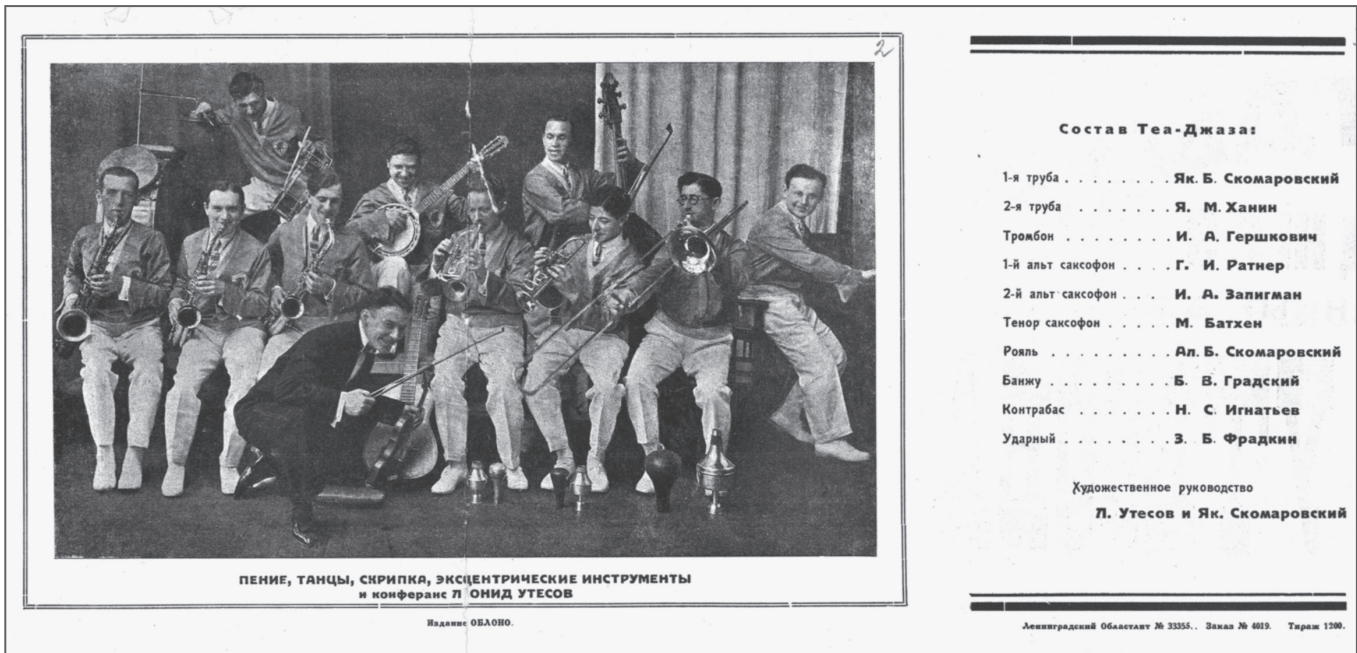 2
ПЕНИЕ, ТАНЦЫ, СКРИПКА, ЭКСЦЕНТРИЧЕСКИЕ ИНСТРУМЕНТЫ
и конферанс Л ОНИД УТЕСОВ
Издание ОБЛОНО.
Состав Теа-Джаза:
1-я труба . . . . . . . . Як. Б. Скомаровский
2-я труба . . . . . . . . Я. М. Ханин
Тромбон . . . . . . . . И. А. Гершкович
1-й альт саксофон . . . . Г. И. Ратнер
2-й альт саксофон . . . . И. А. Запигман
Тенор саксофон . . . . . М. Батхен
Рояль . . . . . . . . Ал. Б. Скомаровский
Банжу . . . . . . . . Б. В. Градский
Контрабас . . . . . . . Н. С. Игнатьев
Ударный . . . . . . . . З. Б. Фрадкин
Художественное руководство
Л. Утесов и Як. Скомаровский
Ленинградский Областлит № 33355.. Заказ № 4019. Тираж 1200.